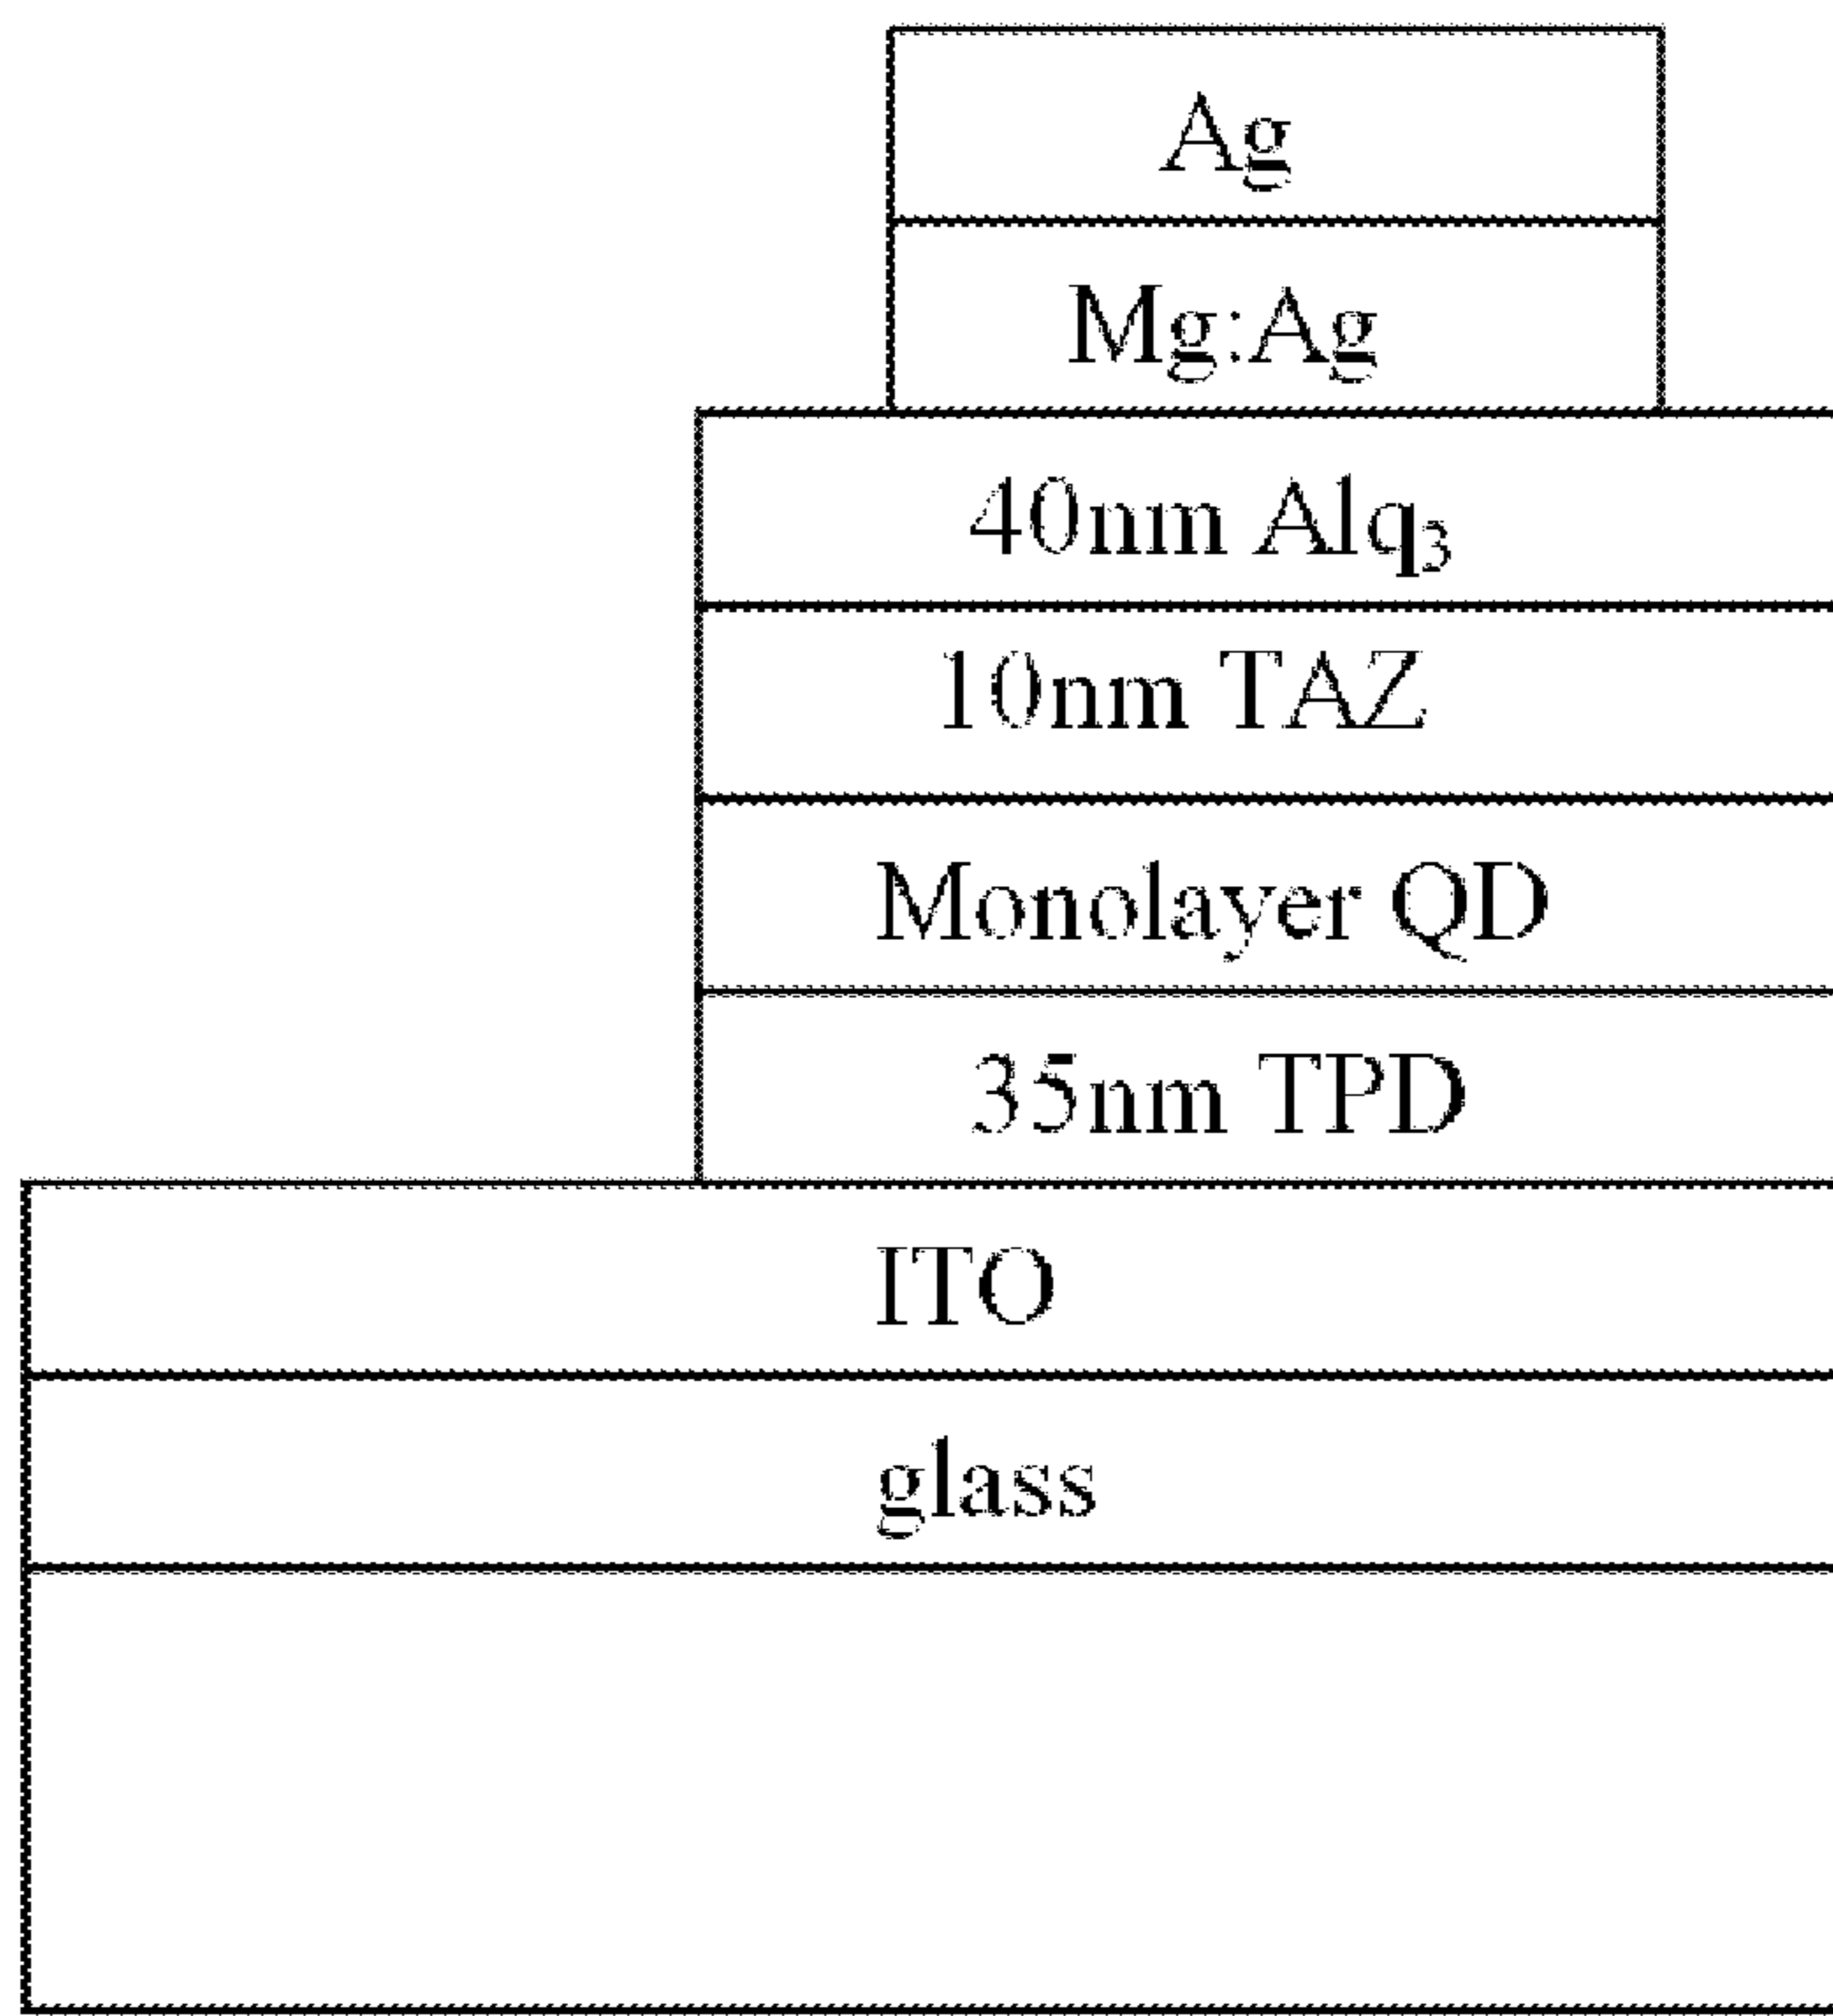 Ag
Mg:Ag
40nm Alq₃
10nm TAZ
Monolayer QD
35nm TPD
ITO
glass